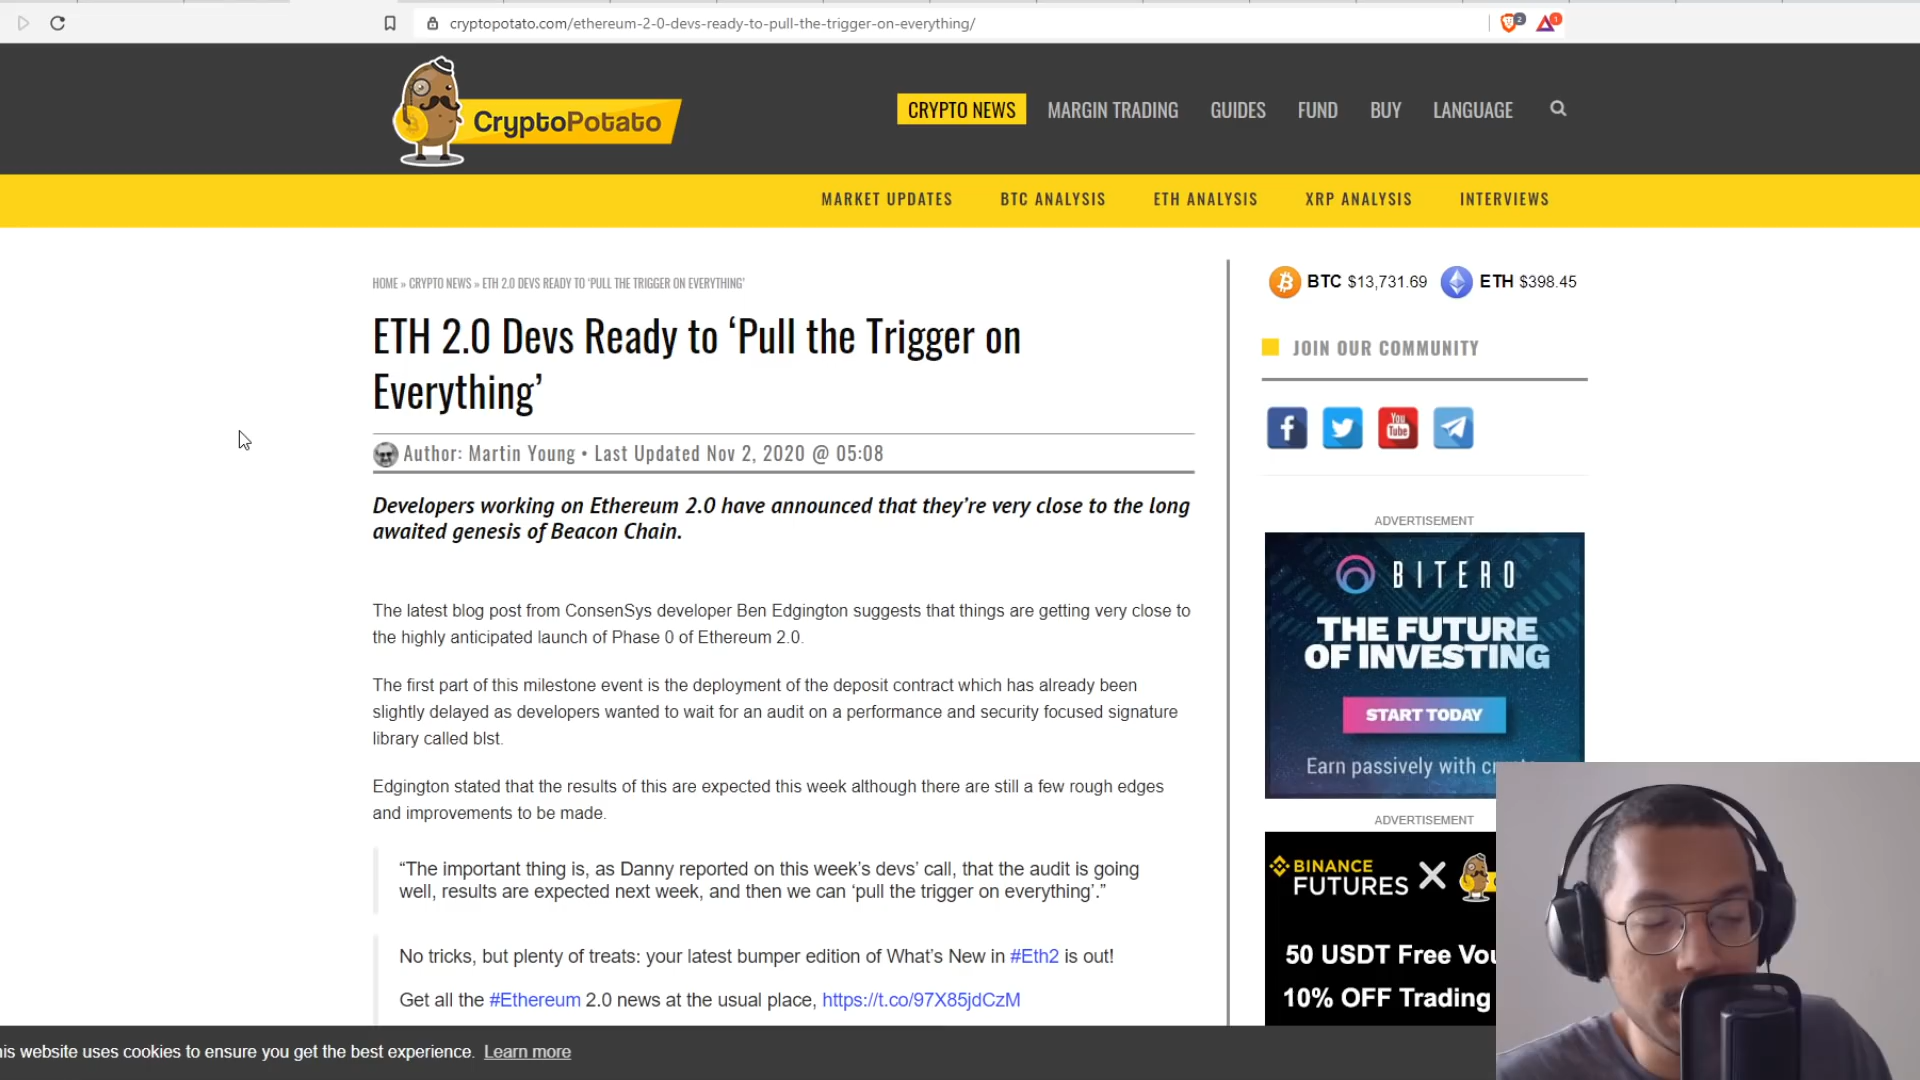 cryptopotato.com/ethereum-2-0-devs-ready-to-pull-the-trigger-on-everything/
2
1
CryptoPotato
CRYPTO NEWS
MARGIN TRADING
GUIDES
FUND
BUY
LANGUAGE
MARKET UPDATES
BTC ANALYSIS
ETH ANALYSIS
XRP ANALYSIS
INTERVIEWS
HOME » CRYPTO NEWS » ETH 2.0 DEVS READY TO ‘PULL THE TRIGGER ON EVERYTHING’
ETH 2.0 Devs Ready to ‘Pull the Trigger on
Everything’
Author: Martin Young • Last Updated Nov 2, 2020 @ 05:08
Developers working on Ethereum 2.0 have announced that they’re very close to the long
awaited genesis of Beacon Chain.
The latest blog post from ConsenSys developer Ben Edgington suggests that things are getting very close to
the highly anticipated launch of Phase 0 of Ethereum 2.0.
The first part of this milestone event is the deployment of the deposit contract which has already been
slightly delayed as developers wanted to wait for an audit on a performance and security focused signature
library called blst.
Edgington stated that the results of this are expected this week although there are still a few rough edges
and improvements to be made.
“The important thing is, as Danny reported on this week’s devs’ call, that the audit is going
well, results are expected next week, and then we can ‘pull the trigger on everything’.”
No tricks, but plenty of treats: your latest bumper edition of What’s New in #Eth2 is out!
Get all the #Ethereum 2.0 news at the usual place, https://t.co/97X85jdCzM
BTC $13,731.69 ETH $398.45
JOIN OUR COMMUNITY
You
Tube
ADVERTISEMENT
BITERO
THE FUTURE
OF INVESTING
START TODAY
Earn passively with
ADVERTISEMENT
BINANCE
FUTURES X
50 USDT Free Vou
10% OFF Trading
is website uses cookies to ensure you get the best experience. Learn more